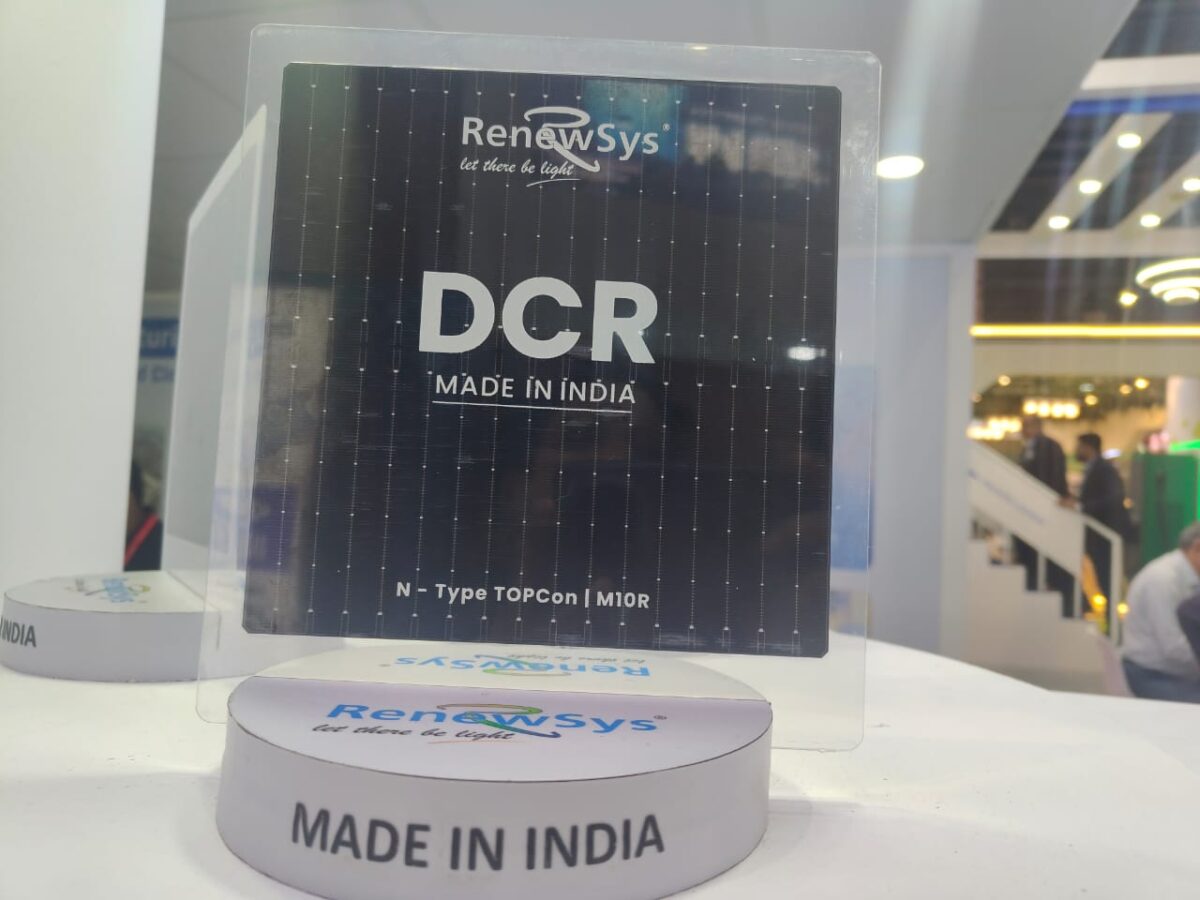 RenewSys®
let there be light
DCR
MADE IN INDIA
N - Type TOPCon | M10R
RenewSys®
let there be light
MADE IN INDIA
INDIA